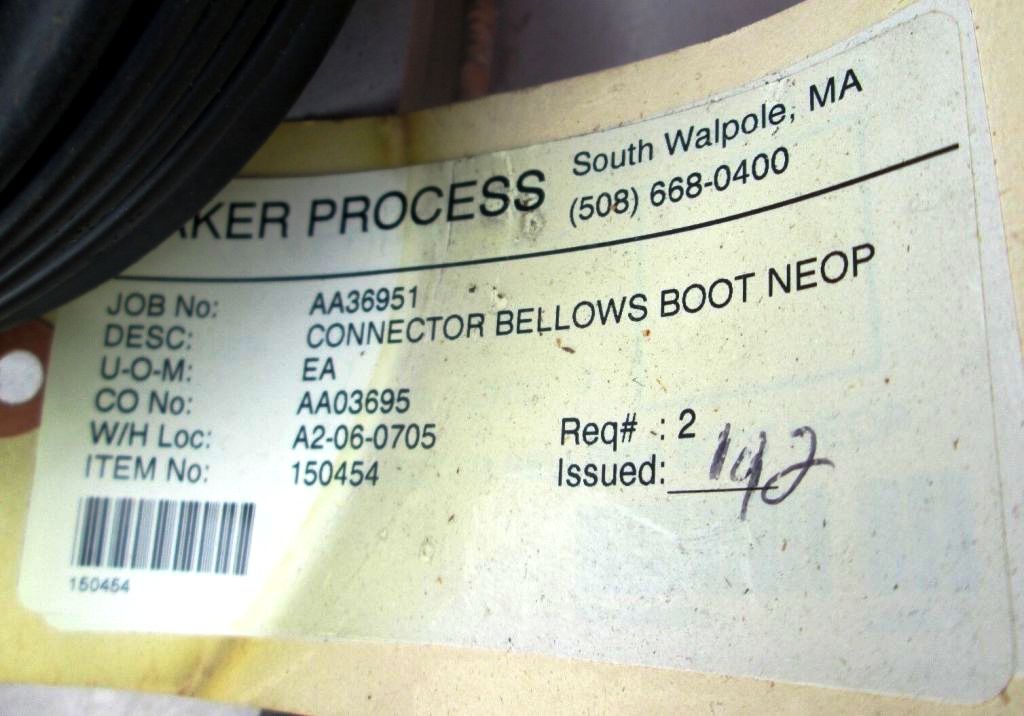 KER PROCESS
South Walpole, MA
(508) 668-0400
JOB No: AA36951
DESC: CONNECTOR BELLOWS BOOT NEOP
U-O-M: EA
CO No: AA03695
W/H Loc: A2-06-0705
ITEM No: 150454
Req# : 2
Issued:
150454